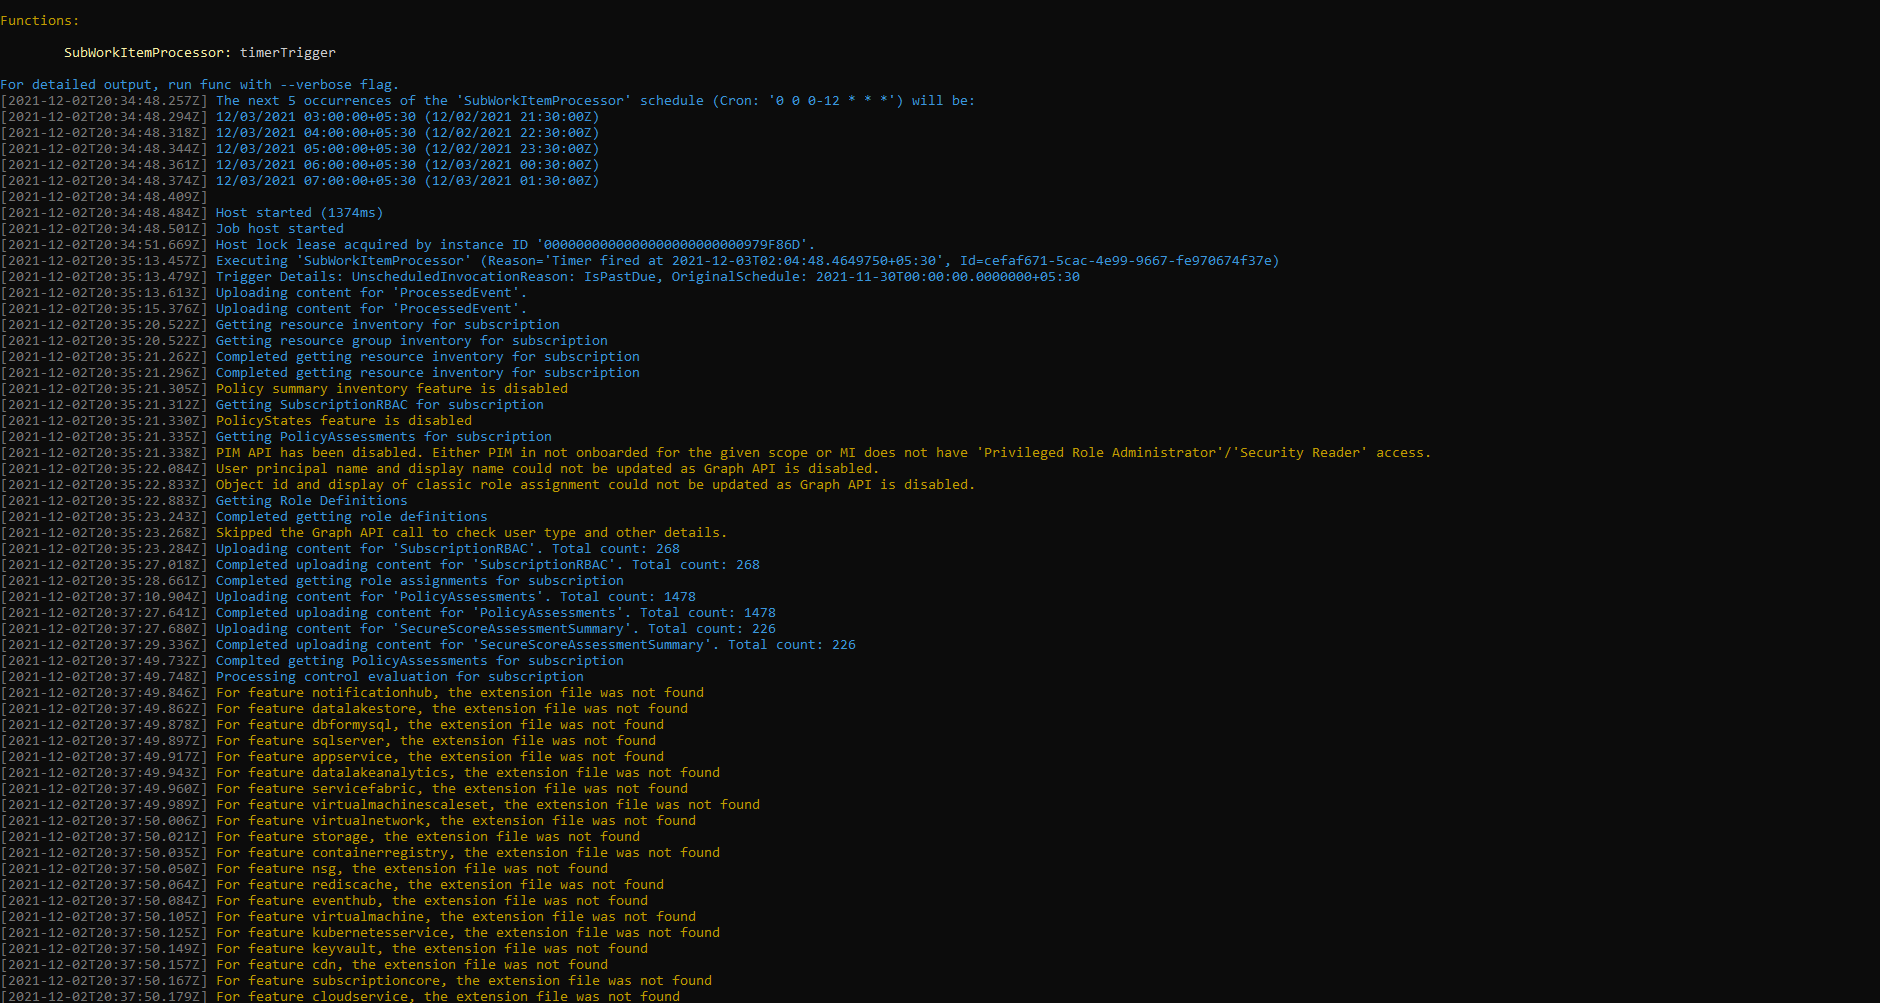 Functions:
SubWorkItemProcessor: timerTrigger
For detailed output, run func with --verbose flag.
[2021-12-02T20:34:48.257Z] The next 5 occurrences of the 'SubWorkItemProcessor' schedule (Cron: '0 0 0-12 * * *') will be:
[2021-12-02T20:34:48.294Z] 12/03/2021 03:00:00+05:30 (12/02/2021 21:30:00Z)
[2021-12-02T20:34:48.318Z] 12/03/2021 04:00:00+05:30 (12/02/2021 22:30:00Z)
[2021-12-02T20:34:48.344Z] 12/03/2021 05:00:00+05:30 (12/02/2021 23:30:00Z)
[2021-12-02T20:34:48.361Z] 12/03/2021 06:00:00+05:30 (12/03/2021 00:30:00Z)
[2021-12-02T20:34:48.374Z] 12/03/2021 07:00:00+05:30 (12/03/2021 01:30:00Z)
[2021-12-02T20:34:48.409Z]
[2021-12-02T20:34:48.484Z] Host started (1374ms)
[2021-12-02T20:34:48.501Z] Job host started
[2021-12-02T20:34:51.669Z] Host lock lease acquired by instance ID '0000000000000000000000000979F86D'.
[2021-12-02T20:35:13.457Z] Executing 'SubWorkItemProcessor' (Reason='Timer fired at 2021-12-03T02:04:48.4649750+05:30', Id=cefaf671-5cac-4e99-9667-fe970674f37e)
[2021-12-02T20:35:13.479Z] Trigger Details: UnscheduledInvocationReason: IsPastDue, OriginalSchedule: 2021-11-30T00:00:00.0000000+05:30
[2021-12-02T20:35:13.613Z] Uploading content for 'ProcessedEvent'.
[2021-12-02T20:35:15.376Z] Uploading content for 'ProcessedEvent'.
[2021-12-02T20:35:20.522Z] Getting resource inventory for subscription
[2021-12-02T20:35:20.522Z] Getting resource group inventory for subscription
[2021-12-02T20:35:21.262Z] Completed getting resource inventory for subscription
[2021-12-02T20:35:21.296Z] Completed getting resource inventory for subscription
[2021-12-02T20:35:21.305Z] Policy summary inventory feature is disabled
[2021-12-02T20:35:21.312Z] Getting SubscriptionRBAC for subscription
[2021-12-02T20:35:21.330Z] PolicyStates feature is disabled
[2021-12-02T20:35:21.335Z] Getting PolicyAssessments for subscription
[2021-12-02T20:35:21.338Z] PIM API has been disabled. Either PIM in not onboarded for the given scope or MI does not have 'Privileged Role Administrator'/'Security Reader' access.
[2021-12-02T20:35:22.084Z] User principal name and display name could not be updated as Graph API is disabled.
[2021-12-02T20:35:22.833Z] Object id and display of classic role assignment could not be updated as Graph API is disabled.
[2021-12-02T20:35:22.883Z] Getting Role Definitions
[2021-12-02T20:35:23.243Z] Completed getting role definitions
[2021-12-02T20:35:23.268Z] Skipped the Graph API call to check user type and other details.
[2021-12-02T20:35:23.284Z] Uploading content for 'SubscriptionRBAC'. Total count: 268
[2021-12-02T20:35:27.018Z] Completed uploading content for 'SubscriptionRBAC'. Total count: 268
[2021-12-02T20:35:28.661Z] Completed getting role assignments for subscription
[2021-12-02T20:37:10.904Z] Uploading content for 'PolicyAssessments'. Total count: 1478
[2021-12-02T20:37:27.641Z] Completed uploading content for 'PolicyAssessments'. Total count: 1478
[2021-12-02T20:37:27.680Z] Uploading content for 'SecureScoreAssessmentSummary'. Total count: 226
[2021-12-02T20:37:29.336Z] Completed uploading content for 'SecureScoreAssessmentSummary'. Total count: 226
[2021-12-02T20:37:49.732Z] Complted getting PolicyAssessments for subscription
[2021-12-02T20:37:49.748Z] Processing control evaluation for subscription
[2021-12-02T20:37:49.846Z] For feature notificationhub, the extension file was not found
[2021-12-02T20:37:49.862Z] For feature datalakestore, the extension file was not found
[2021-12-02T20:37:49.878Z] For feature dbformysql, the extension file was not found
[2021-12-02T20:37:49.897Z] For feature sqlserver, the extension file was not found
[2021-12-02T20:37:49.917Z] For feature appservice, the extension file was not found
[2021-12-02T20:37:49.943Z] For feature datalakeanalytics, the extension file was not found
[2021-12-02T20:37:49.960Z] For feature servicefabric, the extension file was not found
[2021-12-02T20:37:49.989Z] For feature virtualmachinescaleset, the extension file was not found
[2021-12-02T20:37:50.006Z] For feature virtualnetwork, the extension file was not found
[2021-12-02T20:37:50.021Z] For feature storage, the extension file was not found
[2021-12-02T20:37:50.035Z] For feature containerregistry, the extension file was not found
[2021-12-02T20:37:50.050Z] For feature nsg, the extension file was not found
[2021-12-02T20:37:50.064Z] For feature rediscache, the extension file was not found
[2021-12-02T20:37:50.084Z] For feature eventhub, the extension file was not found
[2021-12-02T20:37:50.105Z] For feature virtualmachine, the extension file was not found
[2021-12-02T20:37:50.125Z] For feature kubernetesservice, the extension file was not found
[2021-12-02T20:37:50.149Z] For feature keyvault, the extension file was not found
[2021-12-02T20:37:50.157Z] For feature cdn, the extension file was not found
[2021-12-02T20:37:50.167Z] For feature subscriptioncore, the extension file was not found
[2021-12-02T20:37:50.179Z] For feature cloudservice, the extension file was not found